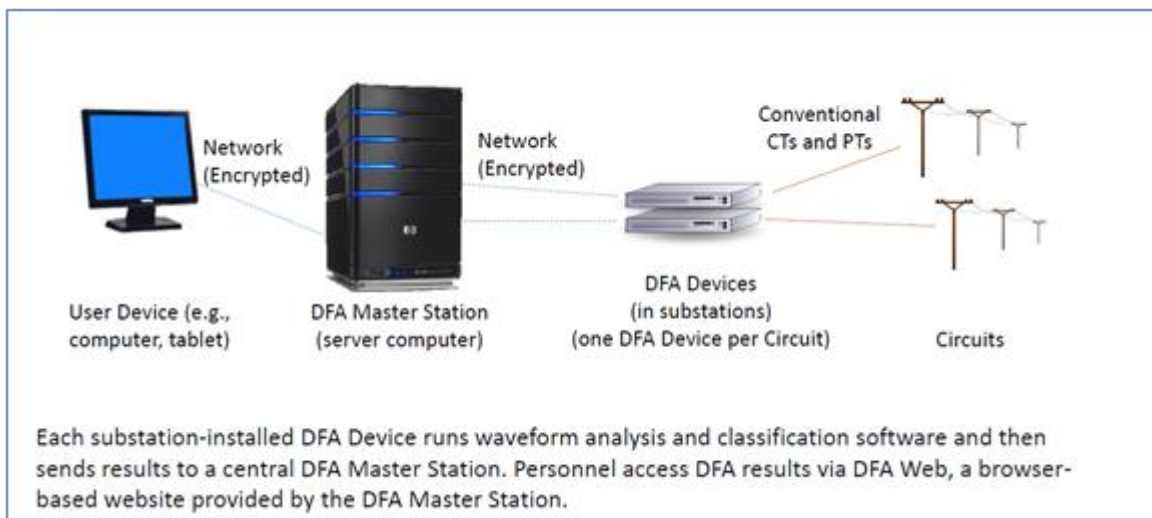 Conventional
CTs and PTs
Network
(Encrypted)
Network
(Encrypted)
hp
User Device (e.g.,
computer, tablet)
DFA Master Station
(server computer)
DFA Devices
(in substations)
(one DFA Device per Circuit)
Circuits
Each substation-installed DFA Device runs waveform analysis and classification software and then
sends results to a central DFA Master Station. Personnel access DFA results via DFA Web, a browser-
based website provided by the DFA Master Station.